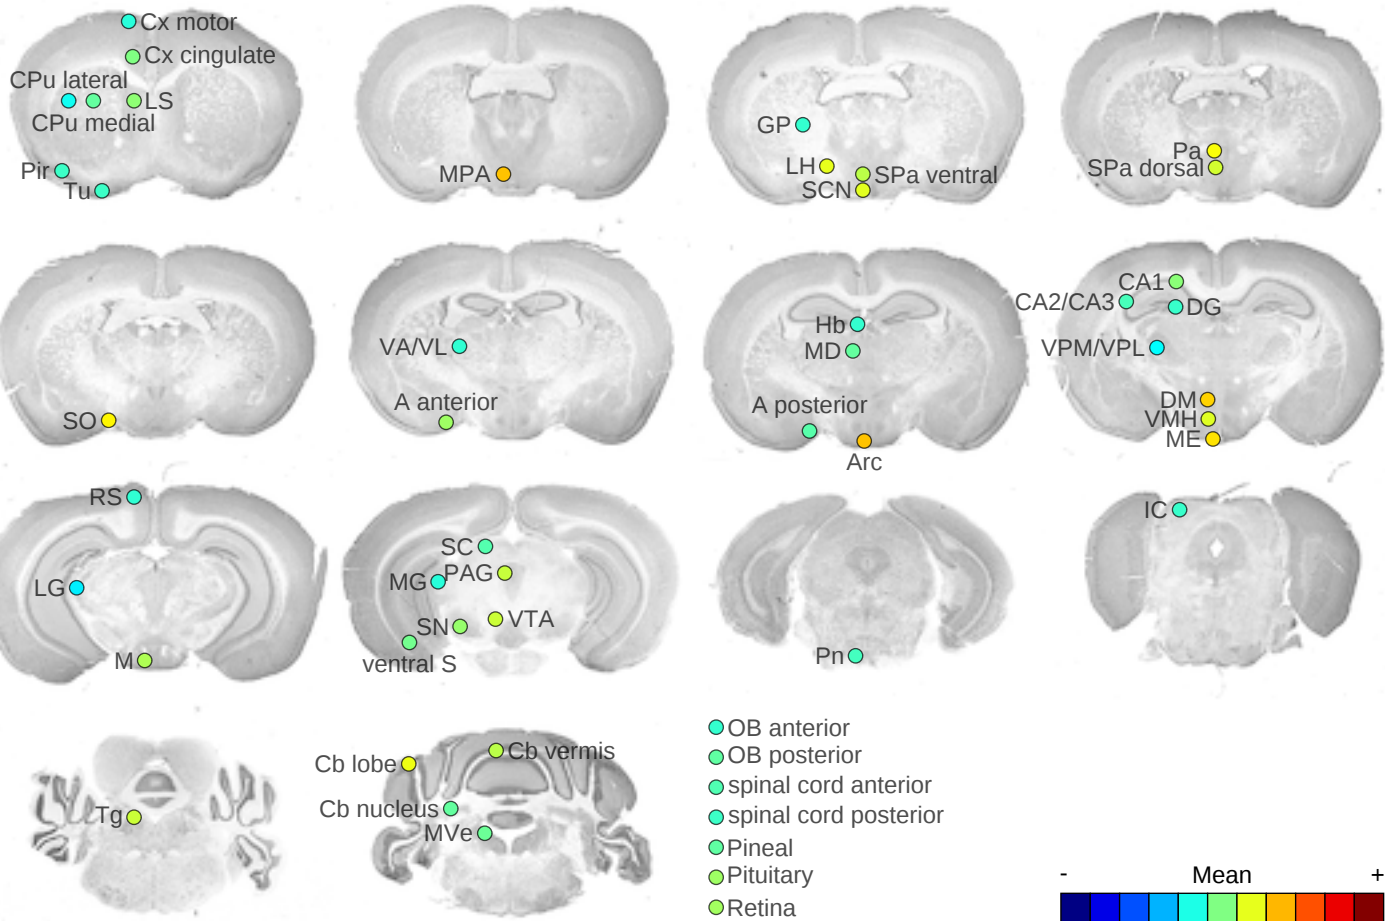 Cx motor
Cx cingulate
CPu lateral
LS
CPu medial
Pir
Tu
MPA
GP
LH
SPa ventral
SCN
Pa
SPa dorsal
SO
VA/VL
A anterior
Hb
MD
A posterior
Arc
CA1
CA2/CA3
DG
VPM/VPL
DM
VMH
ME
RS
LG
M
SC
MG
PAG
SN
VTA
ventral S
Pn
IC
Tg
Cb lobe
Cb vermis
Cb nucleus
MVe
OB anterior
OB posterior
spinal cord anterior
spinal cord posterior
Pineal
Pituitary
Retina
- Mean +